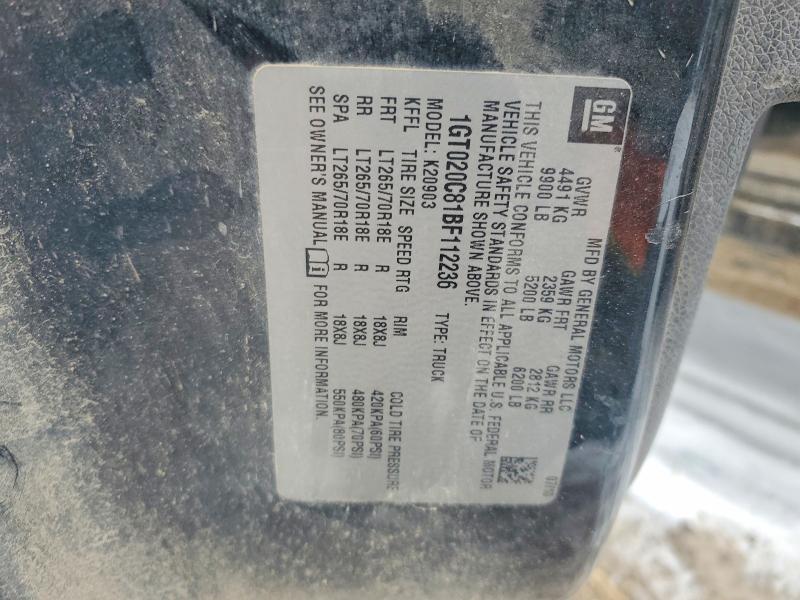 GM
MFD BY GENERAL MOTORS LLC 07/10
GVWR GAWR FRT GAWR RR
4491 KG 2359 KG 2812 KG
9900 LB 5200 LB 6200 LB
THIS VEHICLE CONFORMS TO ALL APPLICABLE U.S. FEDERAL MOTOR
VEHICLE SAFETY STANDARDS IN EFFECT ON THE DATE OF
MANUFACTURE SHOWN ABOVE.
1GT020C81BF112236
MODEL: K20903 TYPE: TRUCK
KFFL TIRE SIZE SPEED RTG RIM COLD TIRE PRESSURE
FRT LT265/70R18E R 18X8J 420KPA(60PSI)
RR LT265/70R18E R 18X8J 480KPA(70PSI)
SPA LT265/70R18E R 18X8J 550KPA(80PSI)
SEE OWNER'S MANUAL FOR MORE INFORMATION.